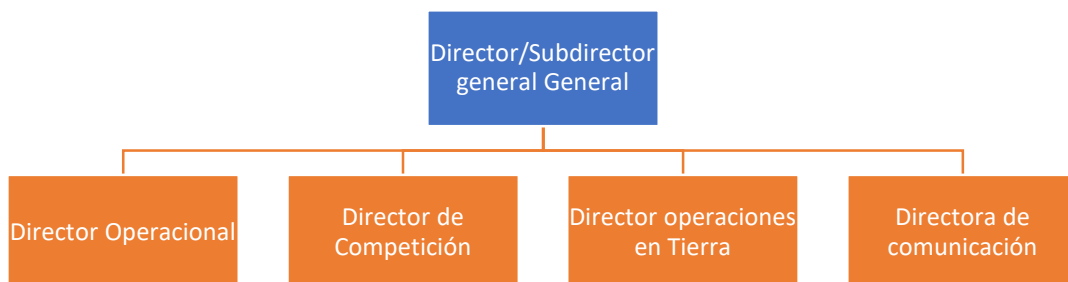 Director/Subdirector
general General
Director Operacional
Director de
Competición
Director operaciones
en Tierra
Directora de
comunicación